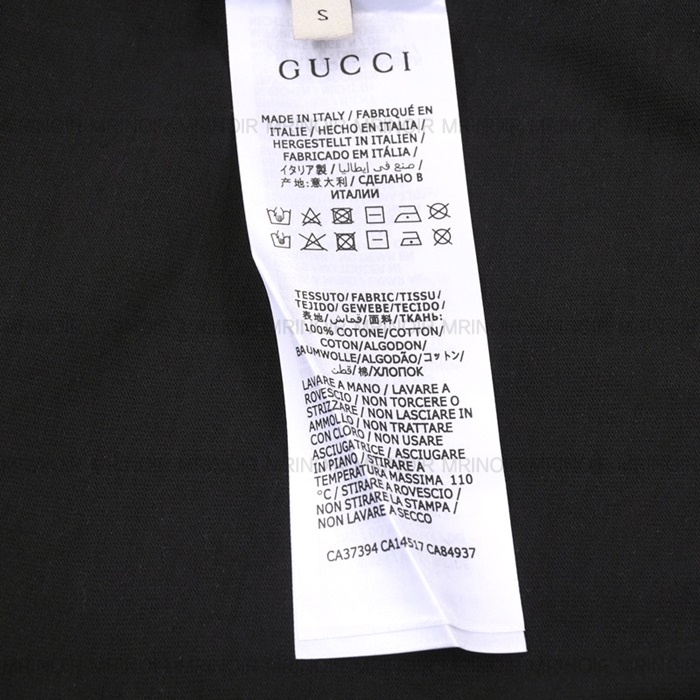 S
GUCCI
MADE IN ITALY / FABRIQUÉ EN
ITALIE / HECHO EN ITALIA /
HERGESTELLT IN ITALIEN /
FABRICADO EM ITÁLIA /
イタリア製 / صنع في إيطاليا /
产地:意大利 / СДЕЛАНО В
ИТАЛИИ
TESSUTO/ FABRIC/TISSU/
TEJIDO/ GEWEBE/TECIDO/
表地/قماش/面料/ТКАНЬ:
100% COTONE/COTTON/
COTON/ALGODON/
BAUMWOLLE/ALGODÃO/コットン/
قطن/棉/ХЛОПОК
LAVARE A MANO / LAVARE A
ROVESCIO / NON TORCERE O
STRIZZARE / NON LASCIARE IN
AMMOLLO / NON TRATTARE
CON CLORO / NON USARE
ASCIUGATRICE / ASCIUGARE
IN PIANO / STIRARE A
TEMPERATURA MASSIMA 110
°C / STIRARE A ROVESCIO /
NON STIRARE LA STAMPA /
NON LAVARE A SECCO
CA37394 CA14517 CA84937
MRINOIR